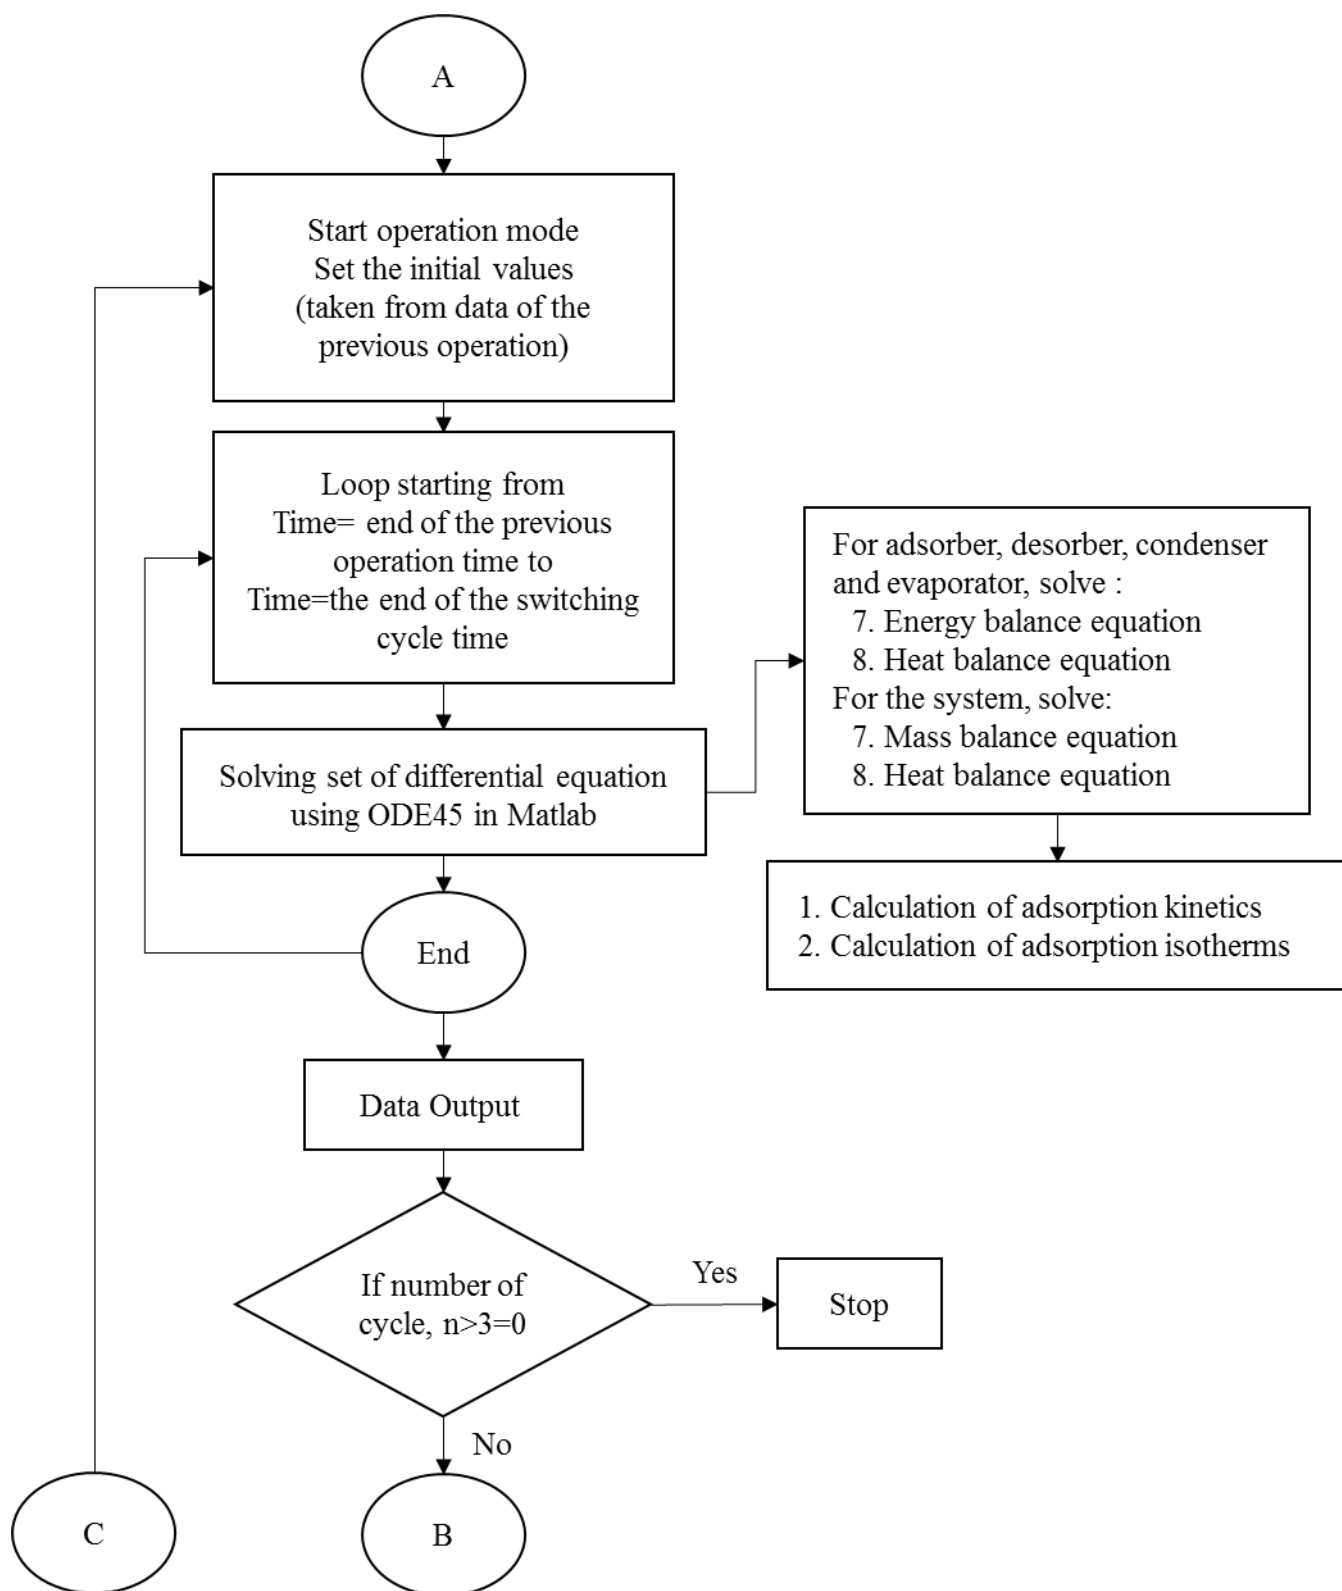 A
Start operation mode
Set the initial values
(taken from data of the
previous operation)
Loop starting from
Time= end of the previous
operation time to
Time=the end of the switching
cycle time
Solving set of differential equation
using ODE45 in Matlab
For adsorber, desorber, condenser
and evaporator, solve :
7. Energy balance equation
8. Heat balance equation
For the system, solve:
7. Mass balance equation
8. Heat balance equation
1. Calculation of adsorption kinetics
2. Calculation of adsorption isotherms
End
Data Output
If number of
cycle, n>3=0
Yes
Stop
No
C
B